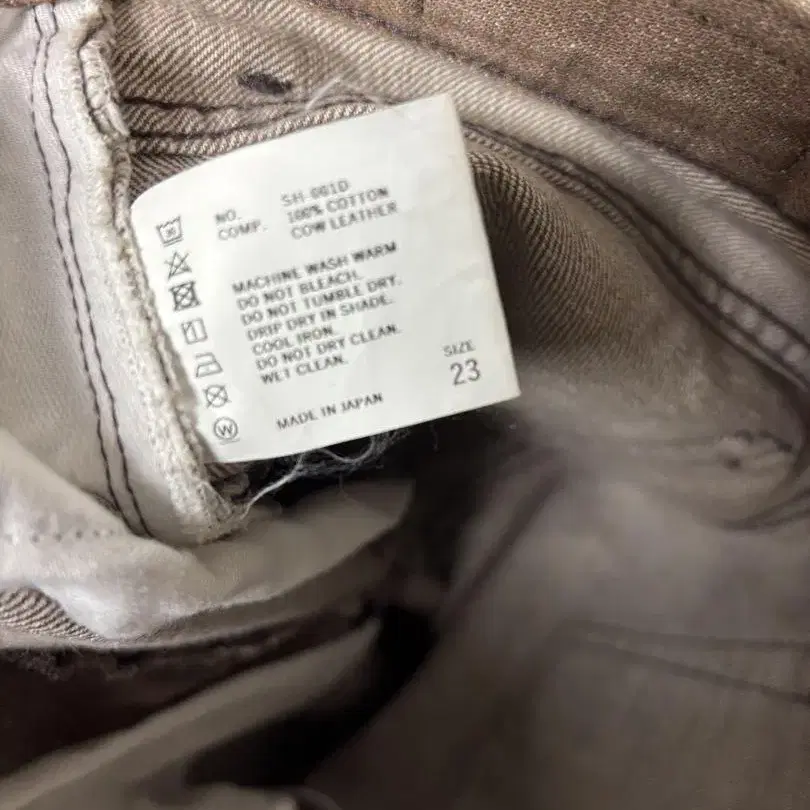 NO. SH-001D
COMP. 100% COTTON
COW LEATHER
MACHINE WASH WARM
DO NOT BLEACH.
DO NOT TUMBLE DRY.
DRIP DRY IN SHADE.
COOL IRON.
DO NOT DRY CLEAN.
WET CLEAN.
SIZE
23
W
MADE IN JAPAN